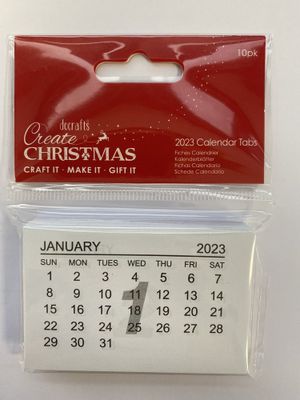 10pk
docrafts
Create
CHRISTMAS
CRAFT IT · MAKE IT · GIFT IT
2023 Calendar Tabs
Fiches Calendrier
Kalenderblätter
Fichas Calendario
Schede Calendario
JANUARY 2023
SUN MON TUES WED THU FRI SAT
1 2 3 4 5 6 7
8 9 10 11 12 13 14
15 16 17 18 19 20 21
22 23 24 25 26 27 28
29 30 31
1